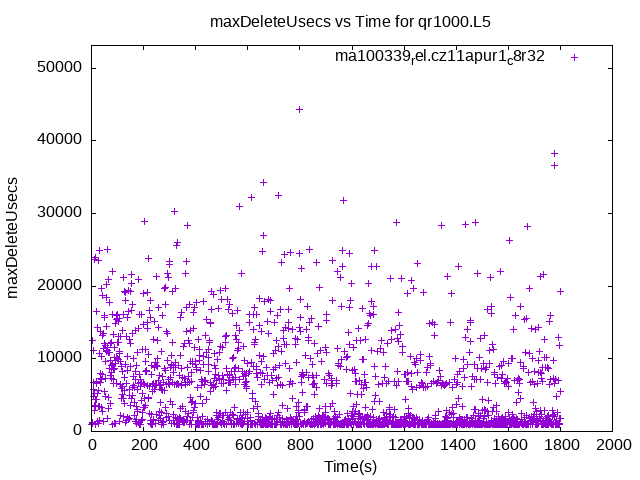 maxDeleteUsecs vs Time for qr1000.L5
ma100339_rel.cz11apur1_c8r32
50000
40000
30000
20000
10000
0
maxDeleteUsecs
0 200 400 600 800 1000 1200 1400 1600 1800 2000
Time(s)